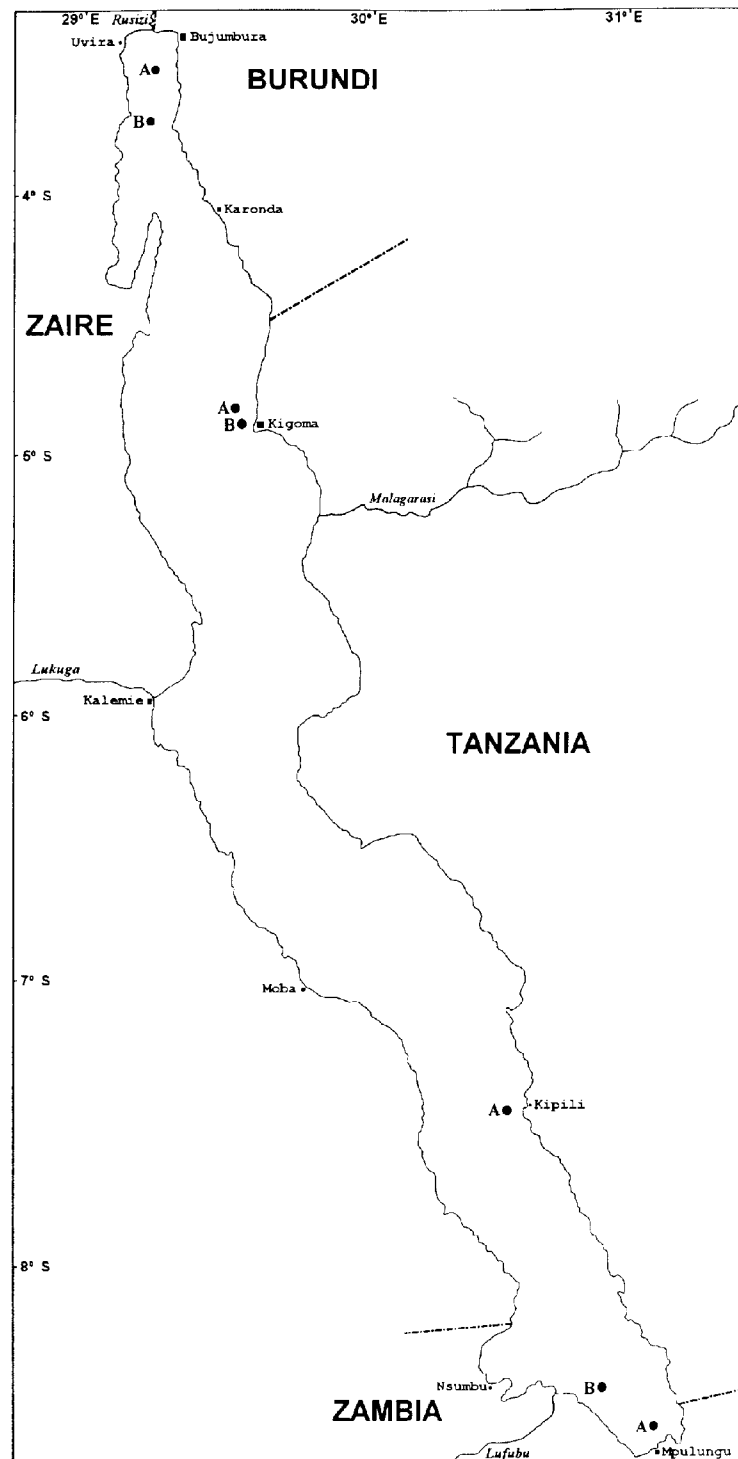 29°E
Rusizi
30°E
31°E
Uvira
Bujumbura
A
BURUNDI
B
4° S
Karonda
ZAIRE
A
B
Kigoma
5° S
Malagarasi
Lukuga
Kalemie
6° S
TANZANIA
7° S
Moba
A
Kipili
8° S
Nsumbu
B
ZAMBIA
A
Lufubu
Mpulungu